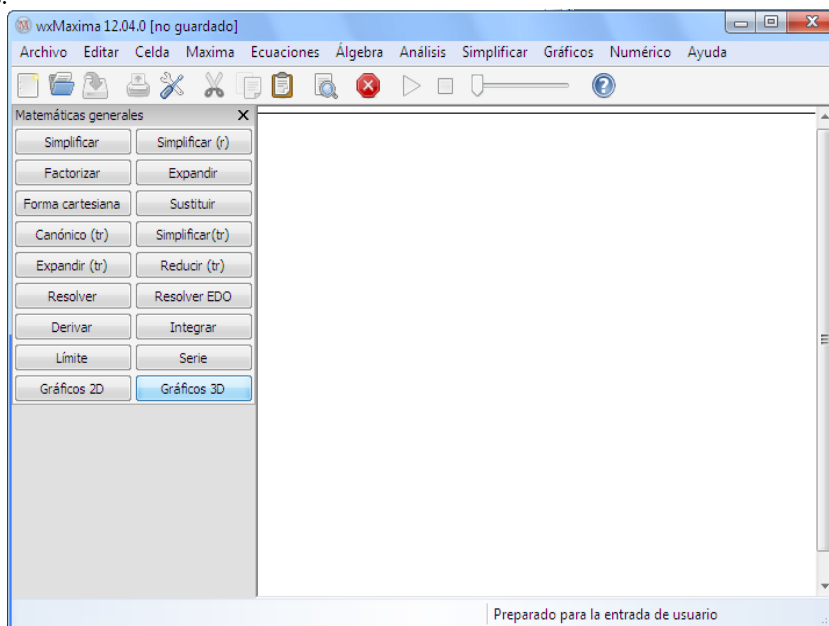 s.
wxMaxima 12.04.0 [no guardado]
Archivo Editar Celda Maxima Ecuaciones Álgebra Análisis Simplificar Gráficos Numérico Ayuda
Matemáticas generales X
Simplificar Simplificar (r)
Factorizar Expandir
Forma cartesiana Sustituir
Canónico (tr) Simplificar(tr)
Expandir (tr) Reducir (tr)
Resolver Resolver EDO
Derivar Integrar
Límite Serie
Gráficos 2D Gráficos 3D
Preparado para la entrada de usuario